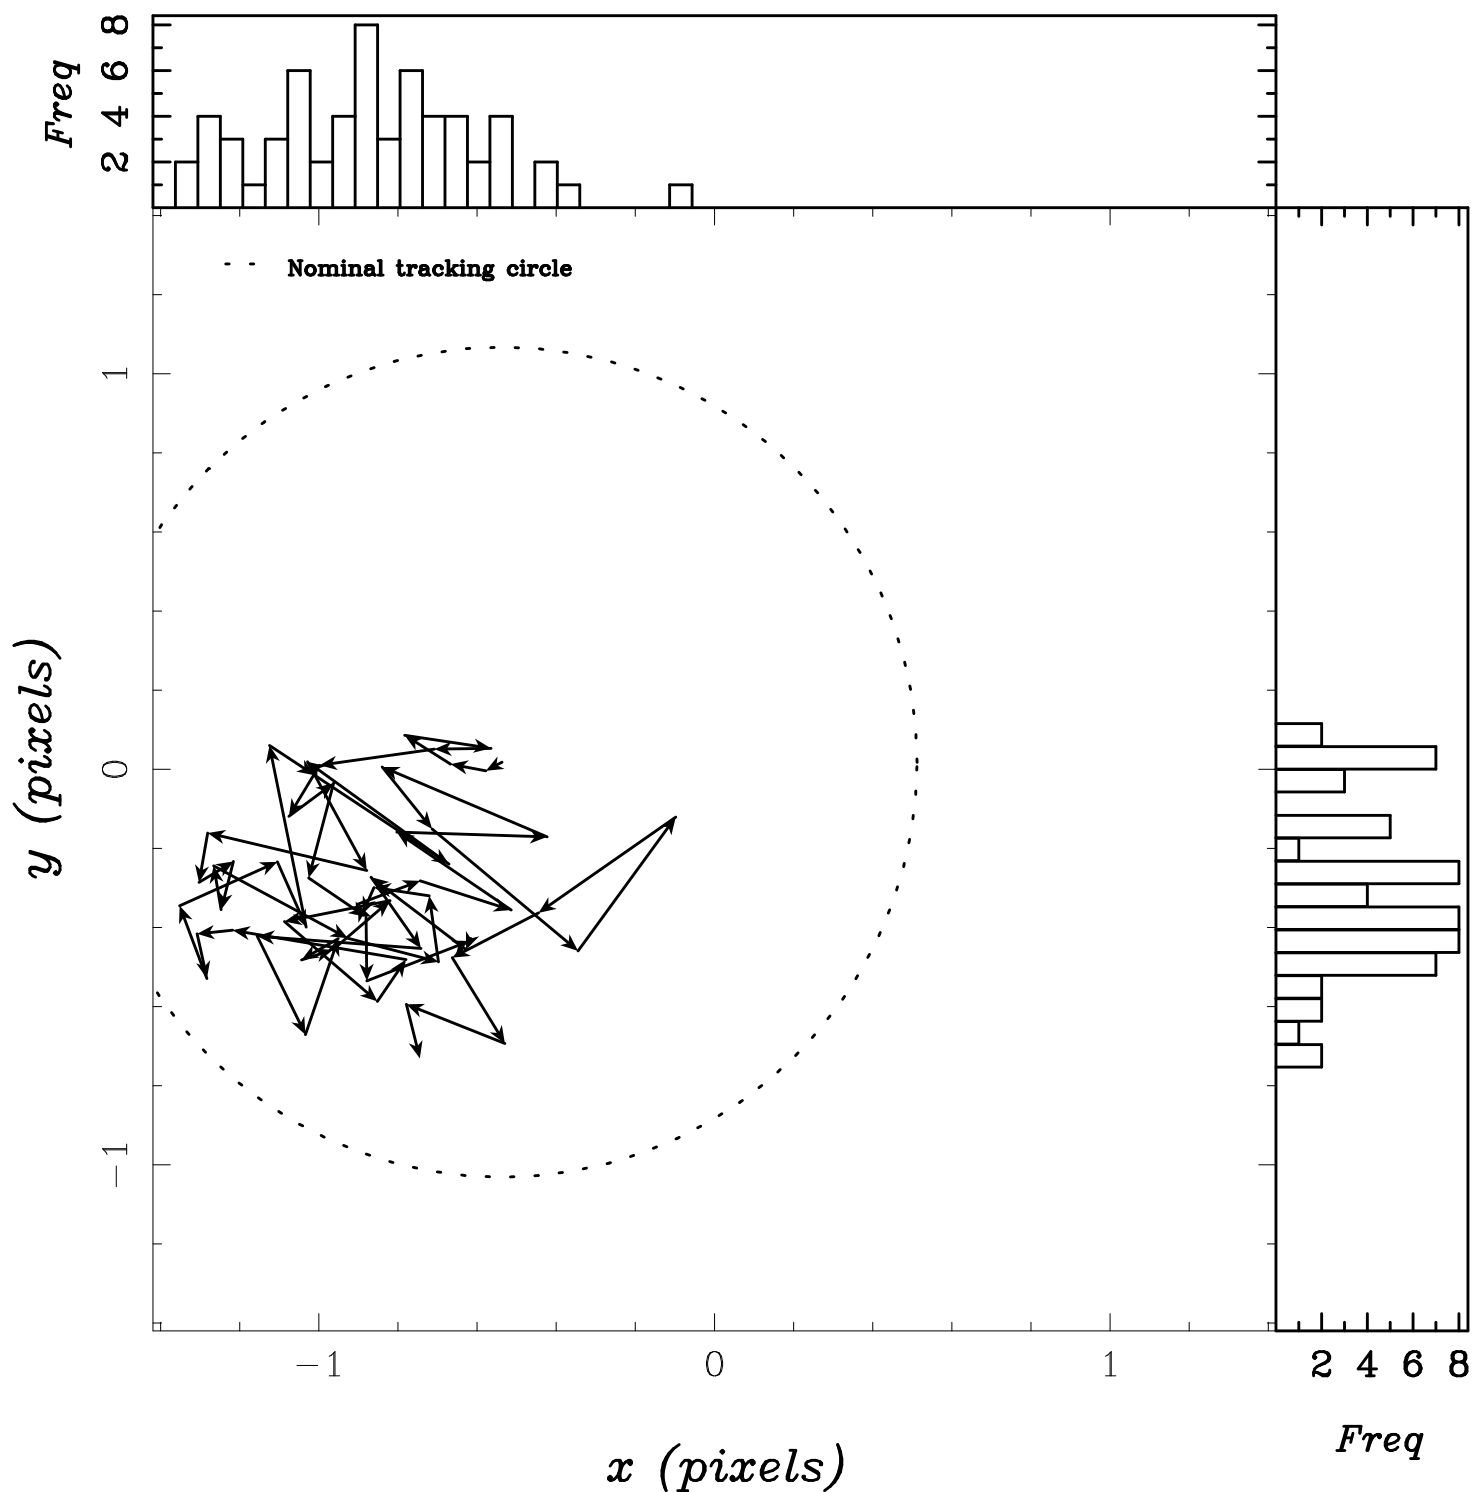 Freq
8
6
4
2
Nominal tracking circle
1
0
−1
y (pixels)
−1 0 1
2 4 6 8
Freq
x (pixels)